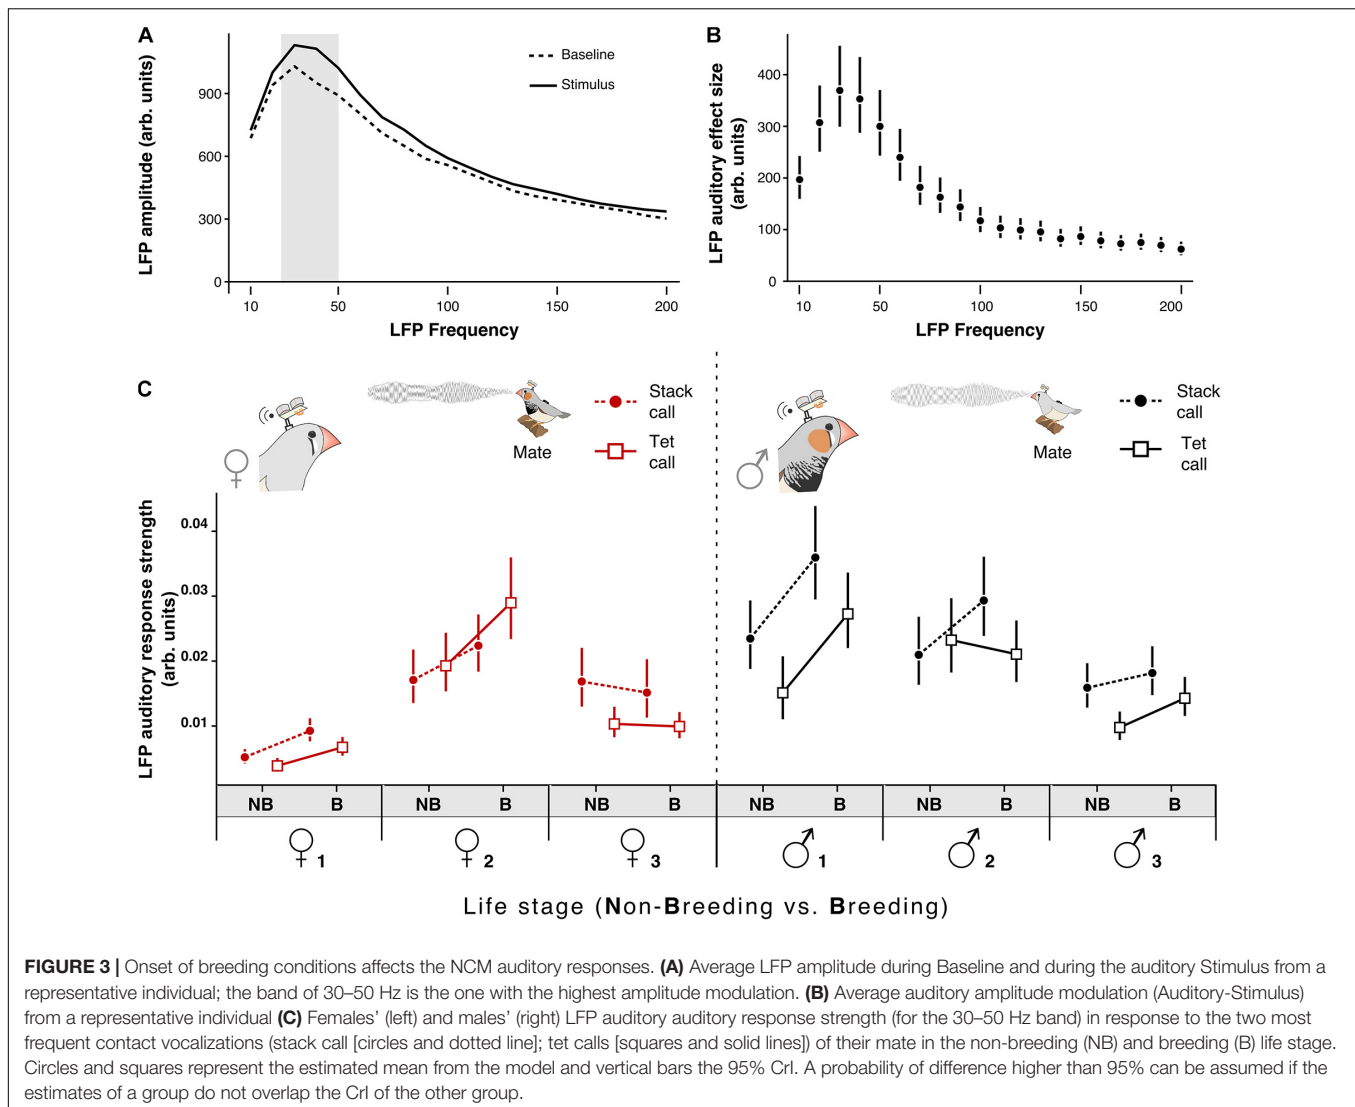 A
LFP amplitude (arb. units)
900
600
300
0
10
50
100
150
200
LFP Frequency
Baseline
Stimulus
B
LFP auditory effect size
(arb. units)
400
300
200
100
0
10
50
100
150
200
LFP Frequency
C
Mate
Stack
call
Tet
call
Mate
Stack
call
Tet
call
LFP auditory response strength
(arb. units)
0.04
0.03
0.02
0.01
NB B NB B NB B NB B NB B NB B
♀ 1 ♀ 2 ♀ 3 ♂ 1 ♂ 2 ♂ 3
Life stage (Non-Breeding vs. Breeding)
FIGURE 3 | Onset of breeding conditions affects the NCM auditory responses. (A) Average LFP amplitude during Baseline and during the auditory Stimulus from a
representative individual; the band of 30–50 Hz is the one with the highest amplitude modulation. (B) Average auditory amplitude modulation (Auditory-Stimulus)
from a representative individual (C) Females' (left) and males' (right) LFP auditory auditory response strength (for the 30–50 Hz band) in response to the two most
frequent contact vocalizations (stack call [circles and dotted line]; tet calls [squares and solid lines]) of their mate in the non-breeding (NB) and breeding (B) life stage.
Circles and squares represent the estimated mean from the model and vertical bars the 95% CrI. A probability of difference higher than 95% can be assumed if the
estimates of a group do not overlap the CrI of the other group.